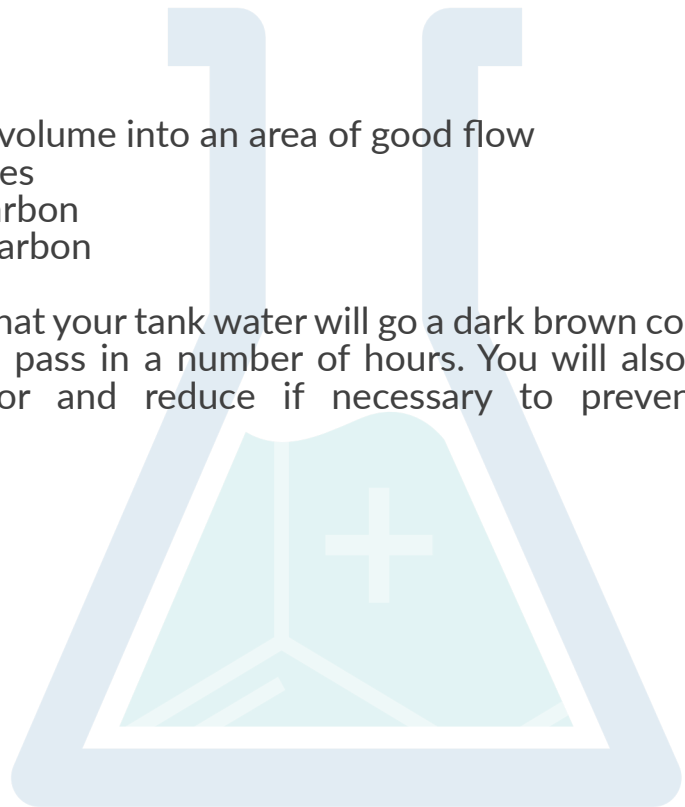 volume into an area of good flow
es
arbon
arbon
hat your tank water will go a dark brown co
pass in a number of hours. You will also
or and reduce if necessary to prever